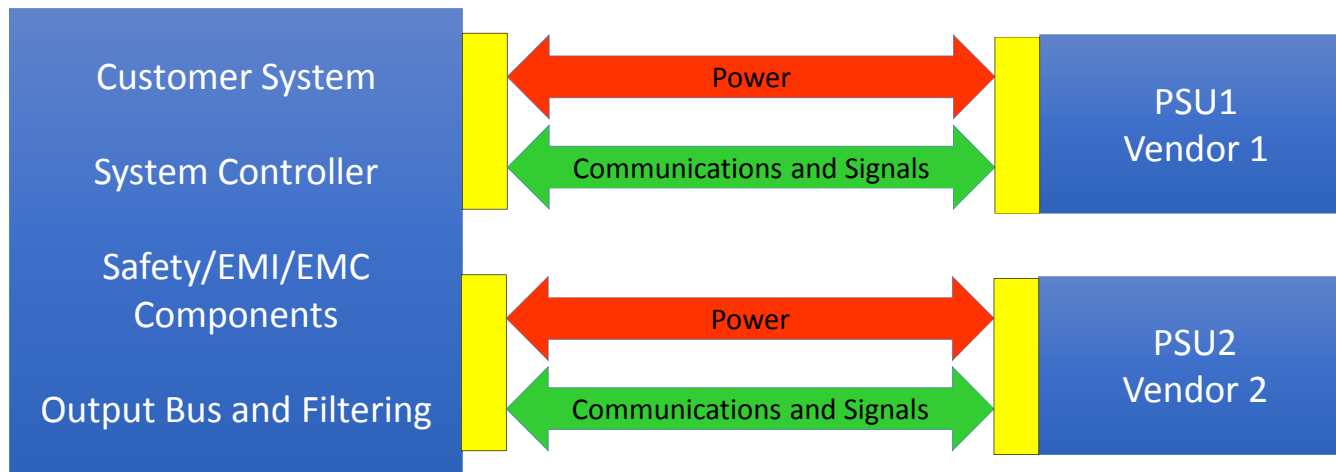 Customer System
System Controller
Safety/EMI/EMC
Components
Output Bus and Filtering
Power
Communications and Signals
PSU1
Vendor 1
Power
Communications and Signals
PSU2
Vendor 2